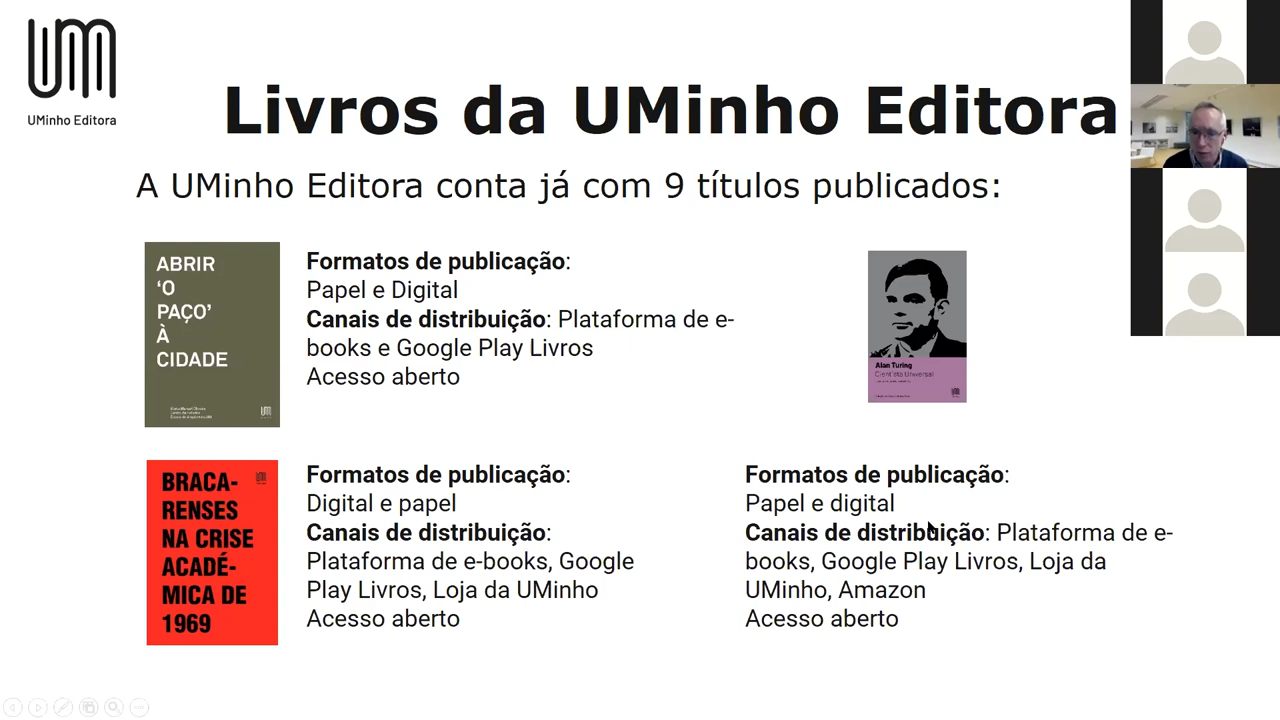 UMinho Editora
Livros da UMinho Editora
A UMinho Editora conta já com 9 títulos publicados:
ABRIR
‘O
PAÇO’
À
CIDADE
Formatos de publicação:
Papel e Digital
Canais de distribuição: Plataforma de e-
books e Google Play Livros
Acesso aberto
Alan Turing
Cientista Universal
BRACA-
RENSES
NA CRISE
ACADÉ-
MICA DE
1969
Formatos de publicação:
Digital e papel
Canais de distribuição:
Plataforma de e-books, Google
Play Livros, Loja da UMinho
Acesso aberto
Formatos de publicação:
Papel e digital
Canais de distribuição: Plataforma de e-
books, Google Play Livros, Loja da
UMinho, Amazon
Acesso aberto